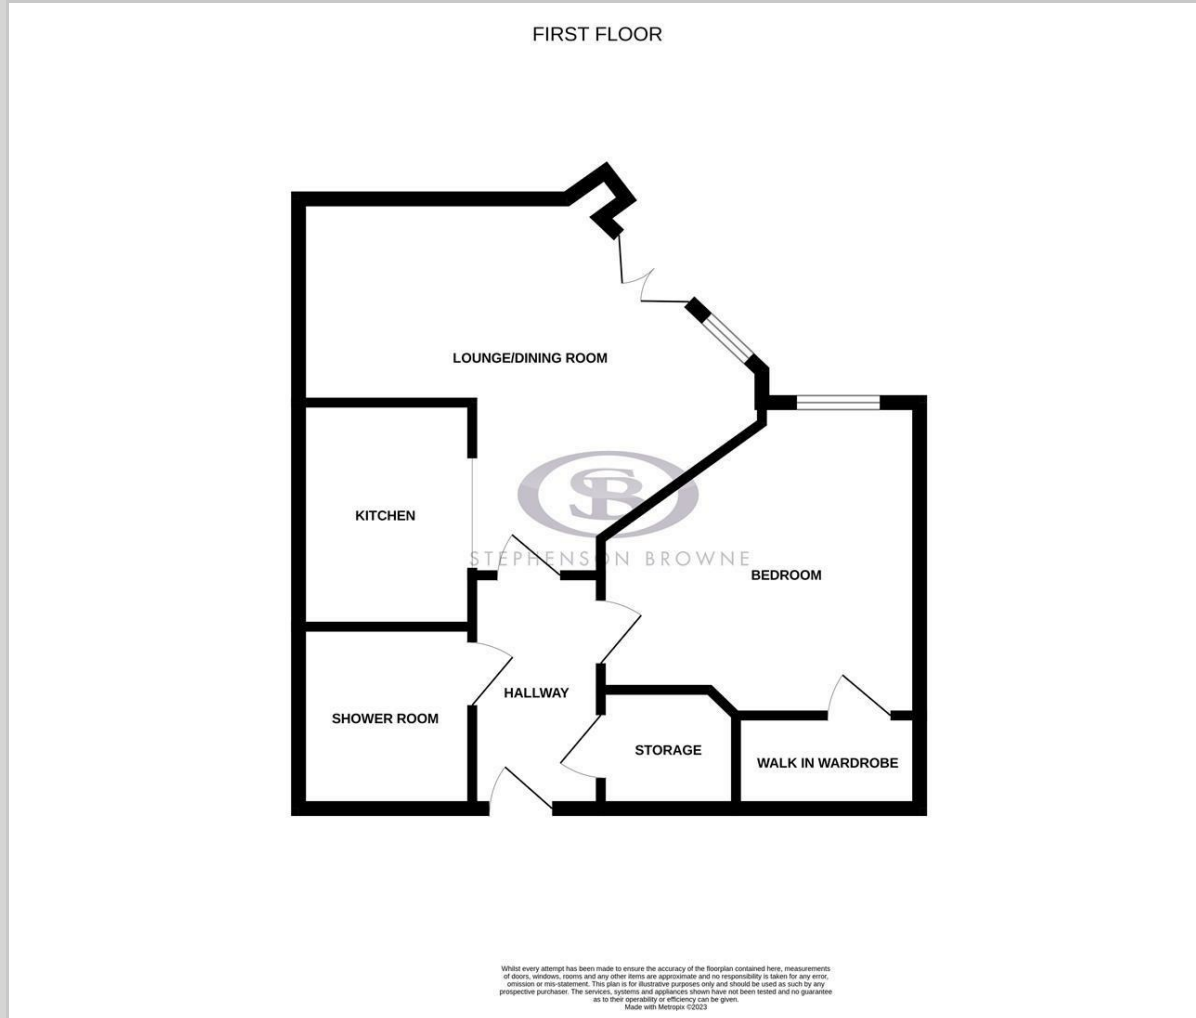 FIRST FLOOR
LOUNGE/DINING ROOM
KITCHEN
SB
STEPHENSON BROWNE
BEDROOM
HALLWAY
SHOWER ROOM
STORAGE
WALK IN WARDROBE
Whilst every attempt has been made to ensure the accuracy of the floorplan contained here, measurements
of doors, windows, rooms and any other items are approximate and no responsibility is taken for any error,
omission or mis-statement. This plan is for illustrative purposes only and should be used as such by any
prospective purchaser. The services, systems and appliances shown have not been tested and no guarantee
as to their operability or efficiency can be given.
Made with Metropix ©2023